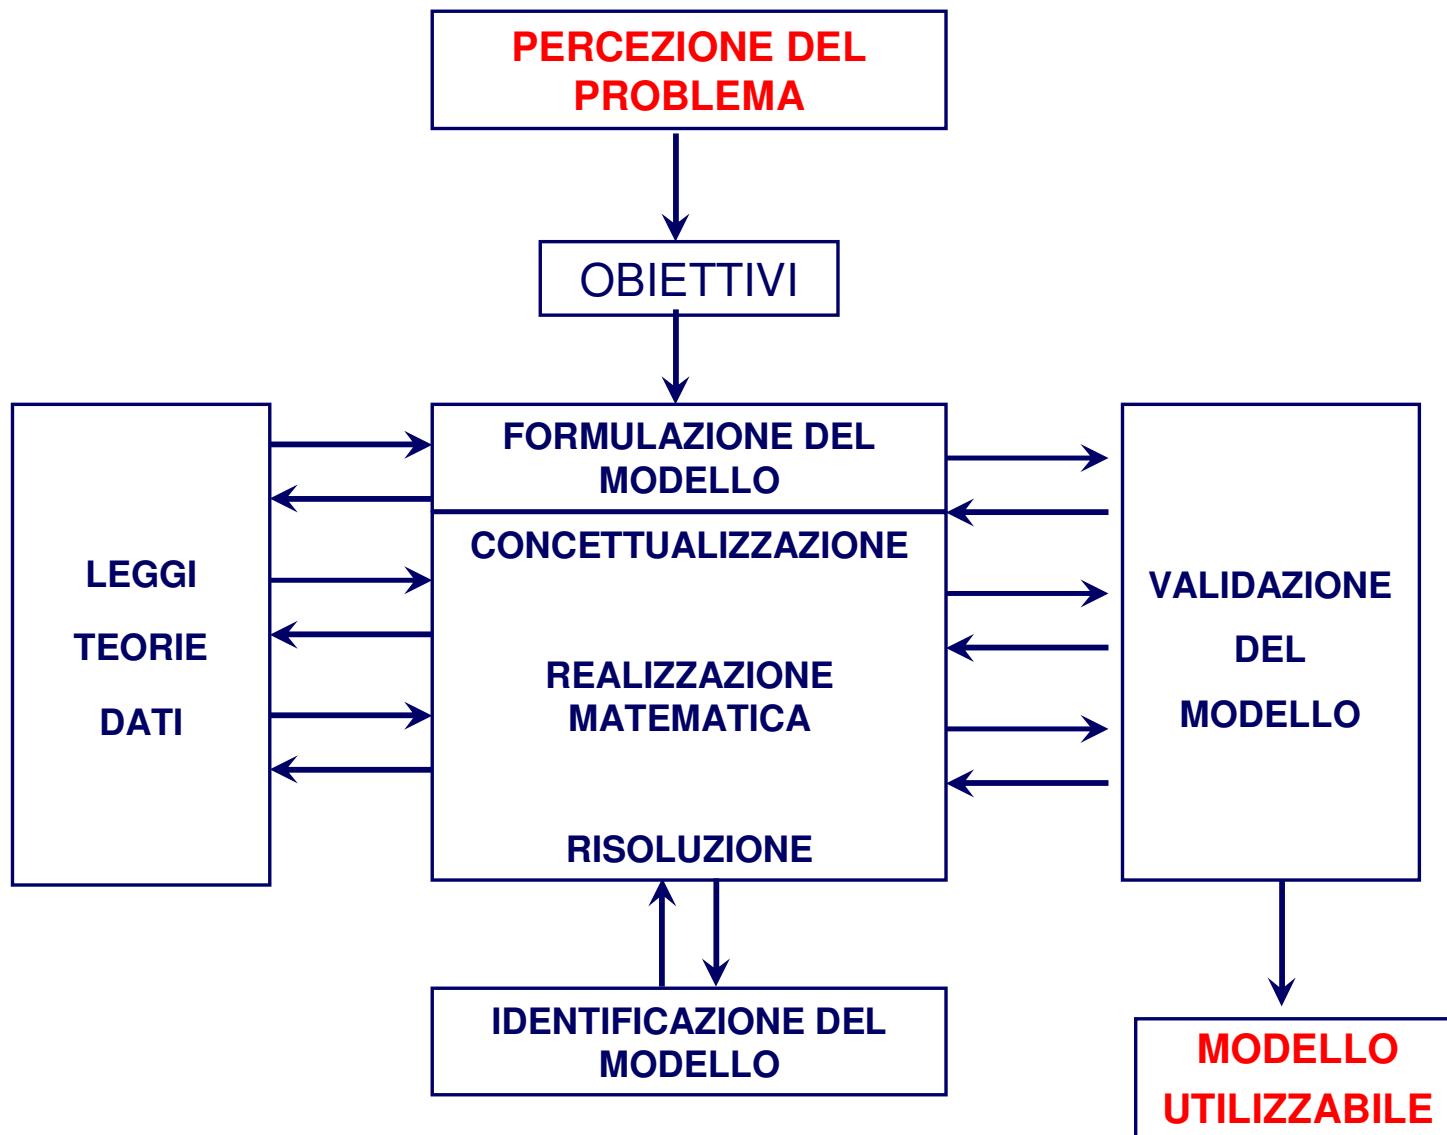 PERCEZIONE DEL
PROBLEMA
OBIETTIVI
FORMULAZIONE DEL
MODELLO
CONCETTUALIZZAZIONE
REALIZZAZIONE
MATEMATICA
RISOLUZIONE
LEGGI
TEORIE
DATI
VALIDAZIONE
DEL
MODELLO
IDENTIFICAZIONE DEL
MODELLO
MODELLO
UTILIZZABILE